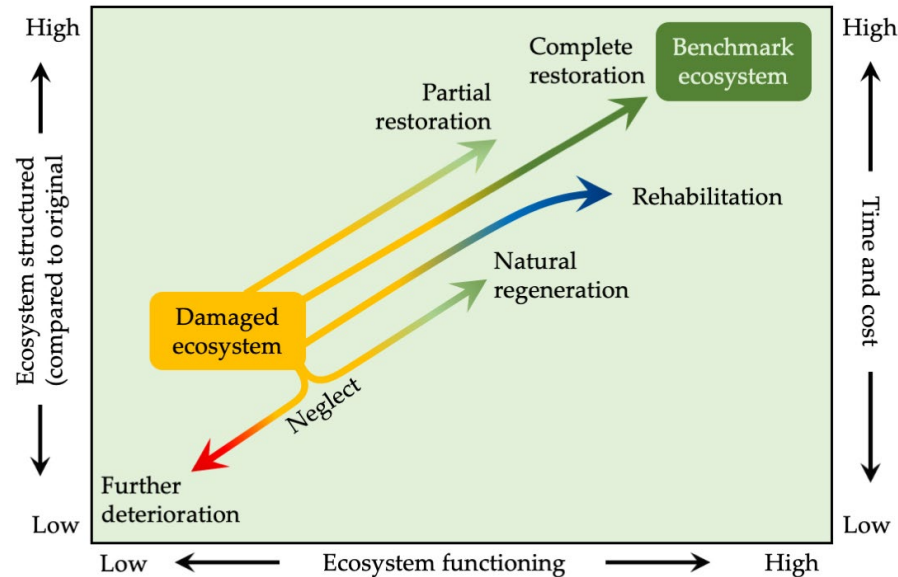 High
High
Complete
restoration
Benchmark
ecosystem
Partial
restoration
Ecosystem structured
(compared to original
Time and cost
Rehabilitation
Natural
regeneration
Damaged
ecosystem
Neglect
Further
deterioration
Low
Low
Low
Ecosystem functioning
High